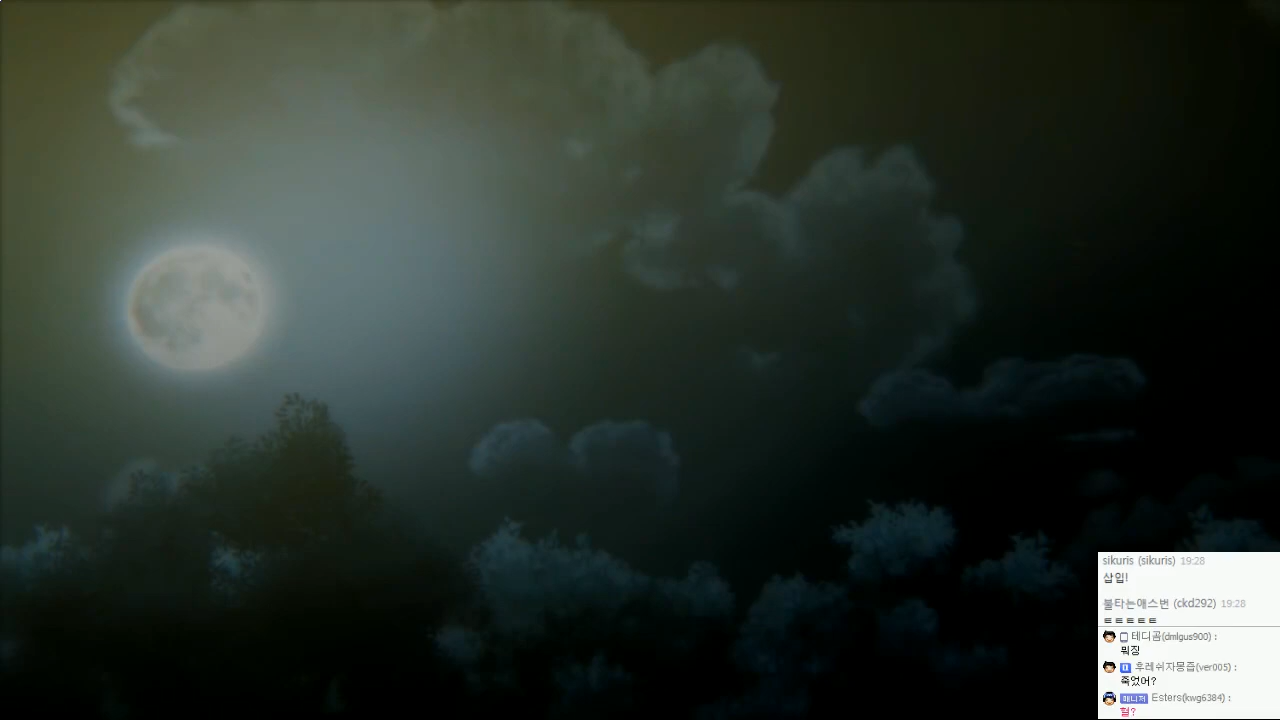 sikuris (sikuris) 19:28
삽입!
불타는애스번 (ckd292) 19:28
ㅌㅌㅌㅌㅌ
테디곰(dmlgus900) :
뭐징
후레쉬자몽즙(ver005) :
죽었어?
매니저 Esters(kwg6384) :
헐?